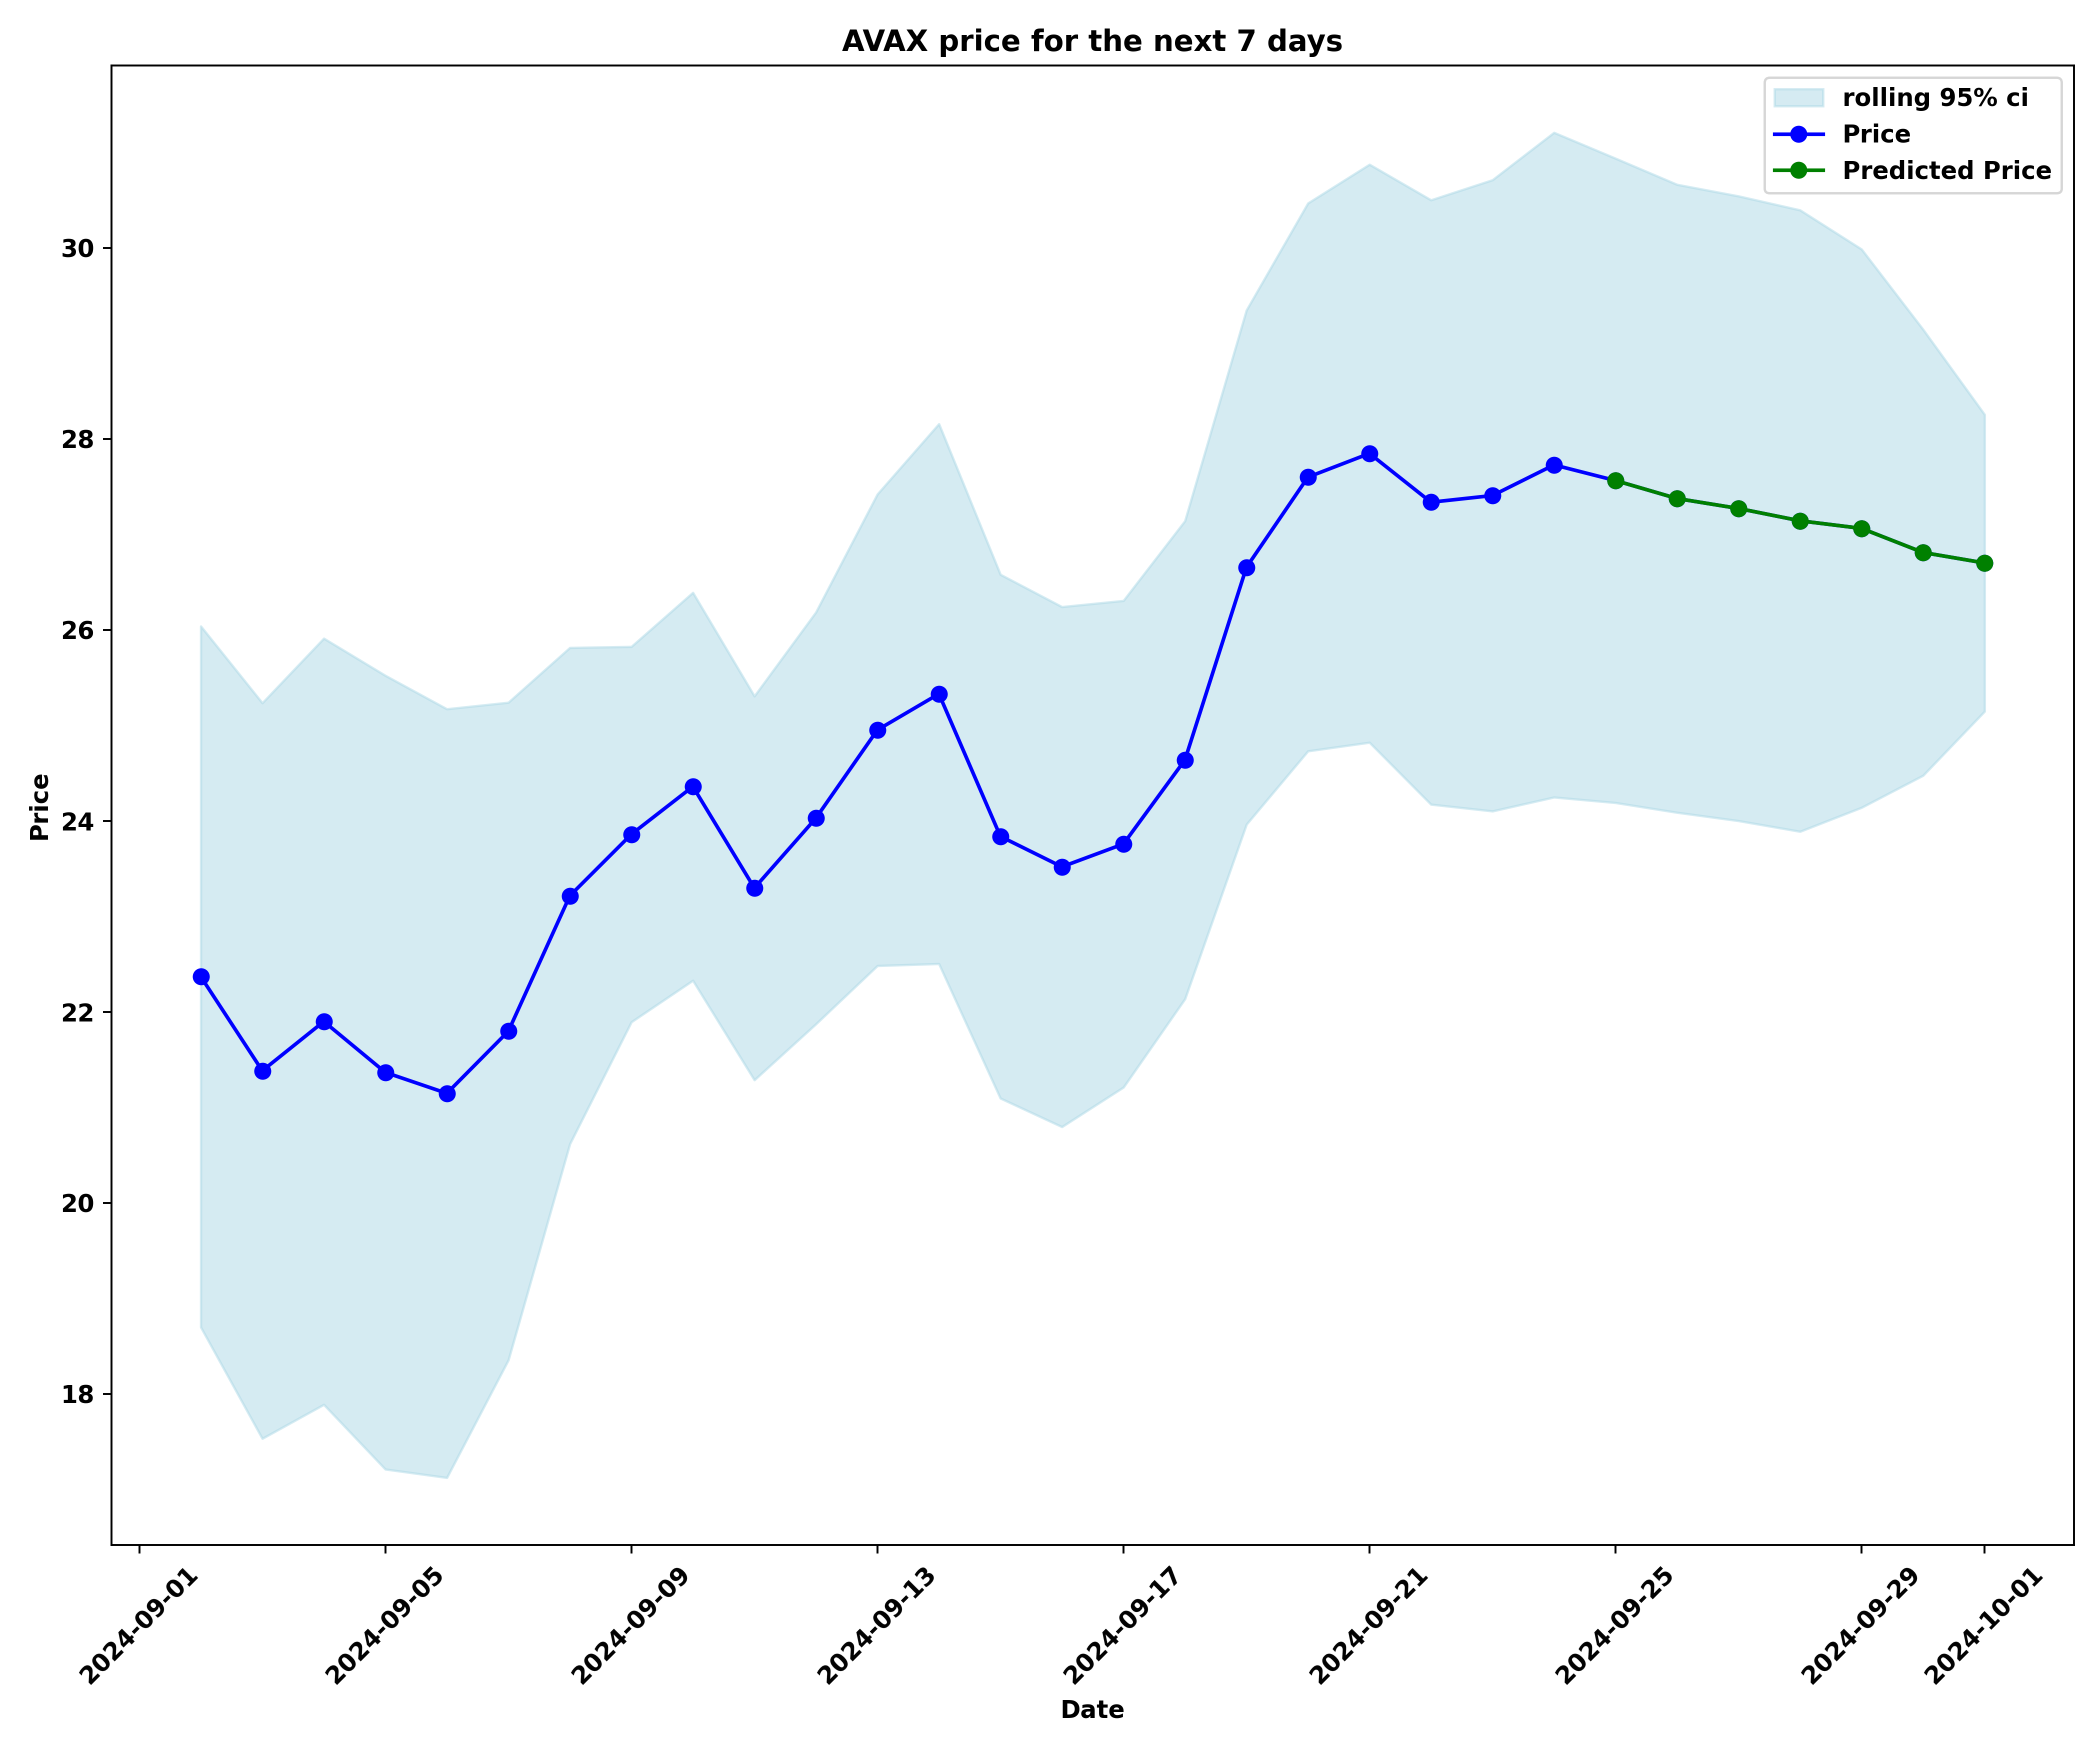 AVAX price for the next 7 days
rolling 95% ci
Price
Predicted Price
30
28
26
24
22
20
18
Price
2024-09-01
2024-09-05
2024-09-09
2024-09-13
2024-09-17
2024-09-21
2024-09-25
2024-09-29
2024-10-01
Date